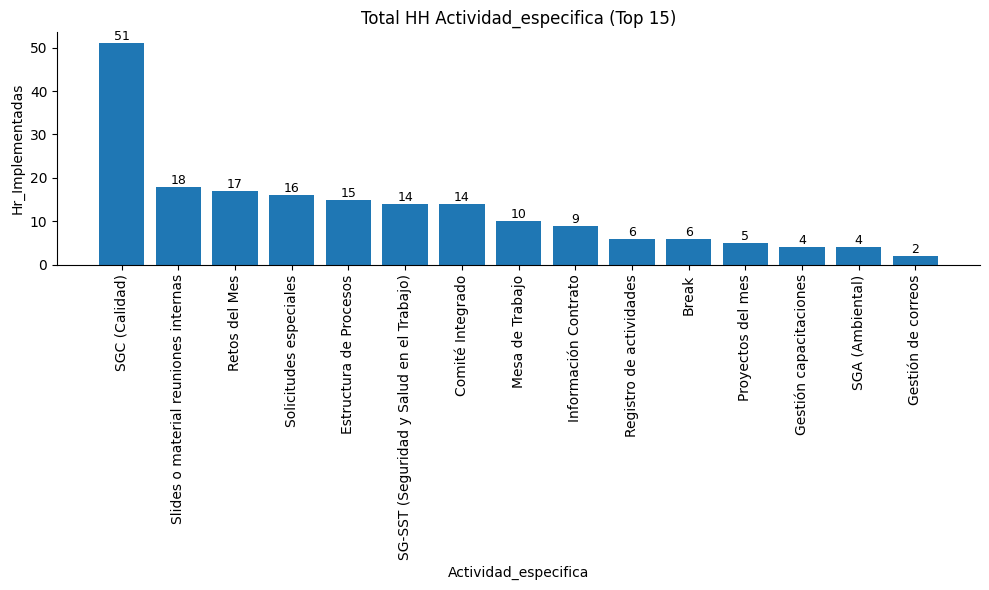 Total HH Actividad_especifica (Top 15)
Hr_Implementadas
50
40
30
20
10
0
51
18
17
16
15
14
14
10
9
6
6
5
4
4
2
SGC (Calidad)
Slides o material reuniones internas
Retos del Mes
Solicitudes especiales
Estructura de Procesos
SG-SST (Seguridad y Salud en el Trabajo)
Comité Integrado
Mesa de Trabajo
Información Contrato
Registro de actividades
Break
Proyectos del mes
Gestión capacitaciones
SGA (Ambiental)
Gestión de correos
Actividad_especifica